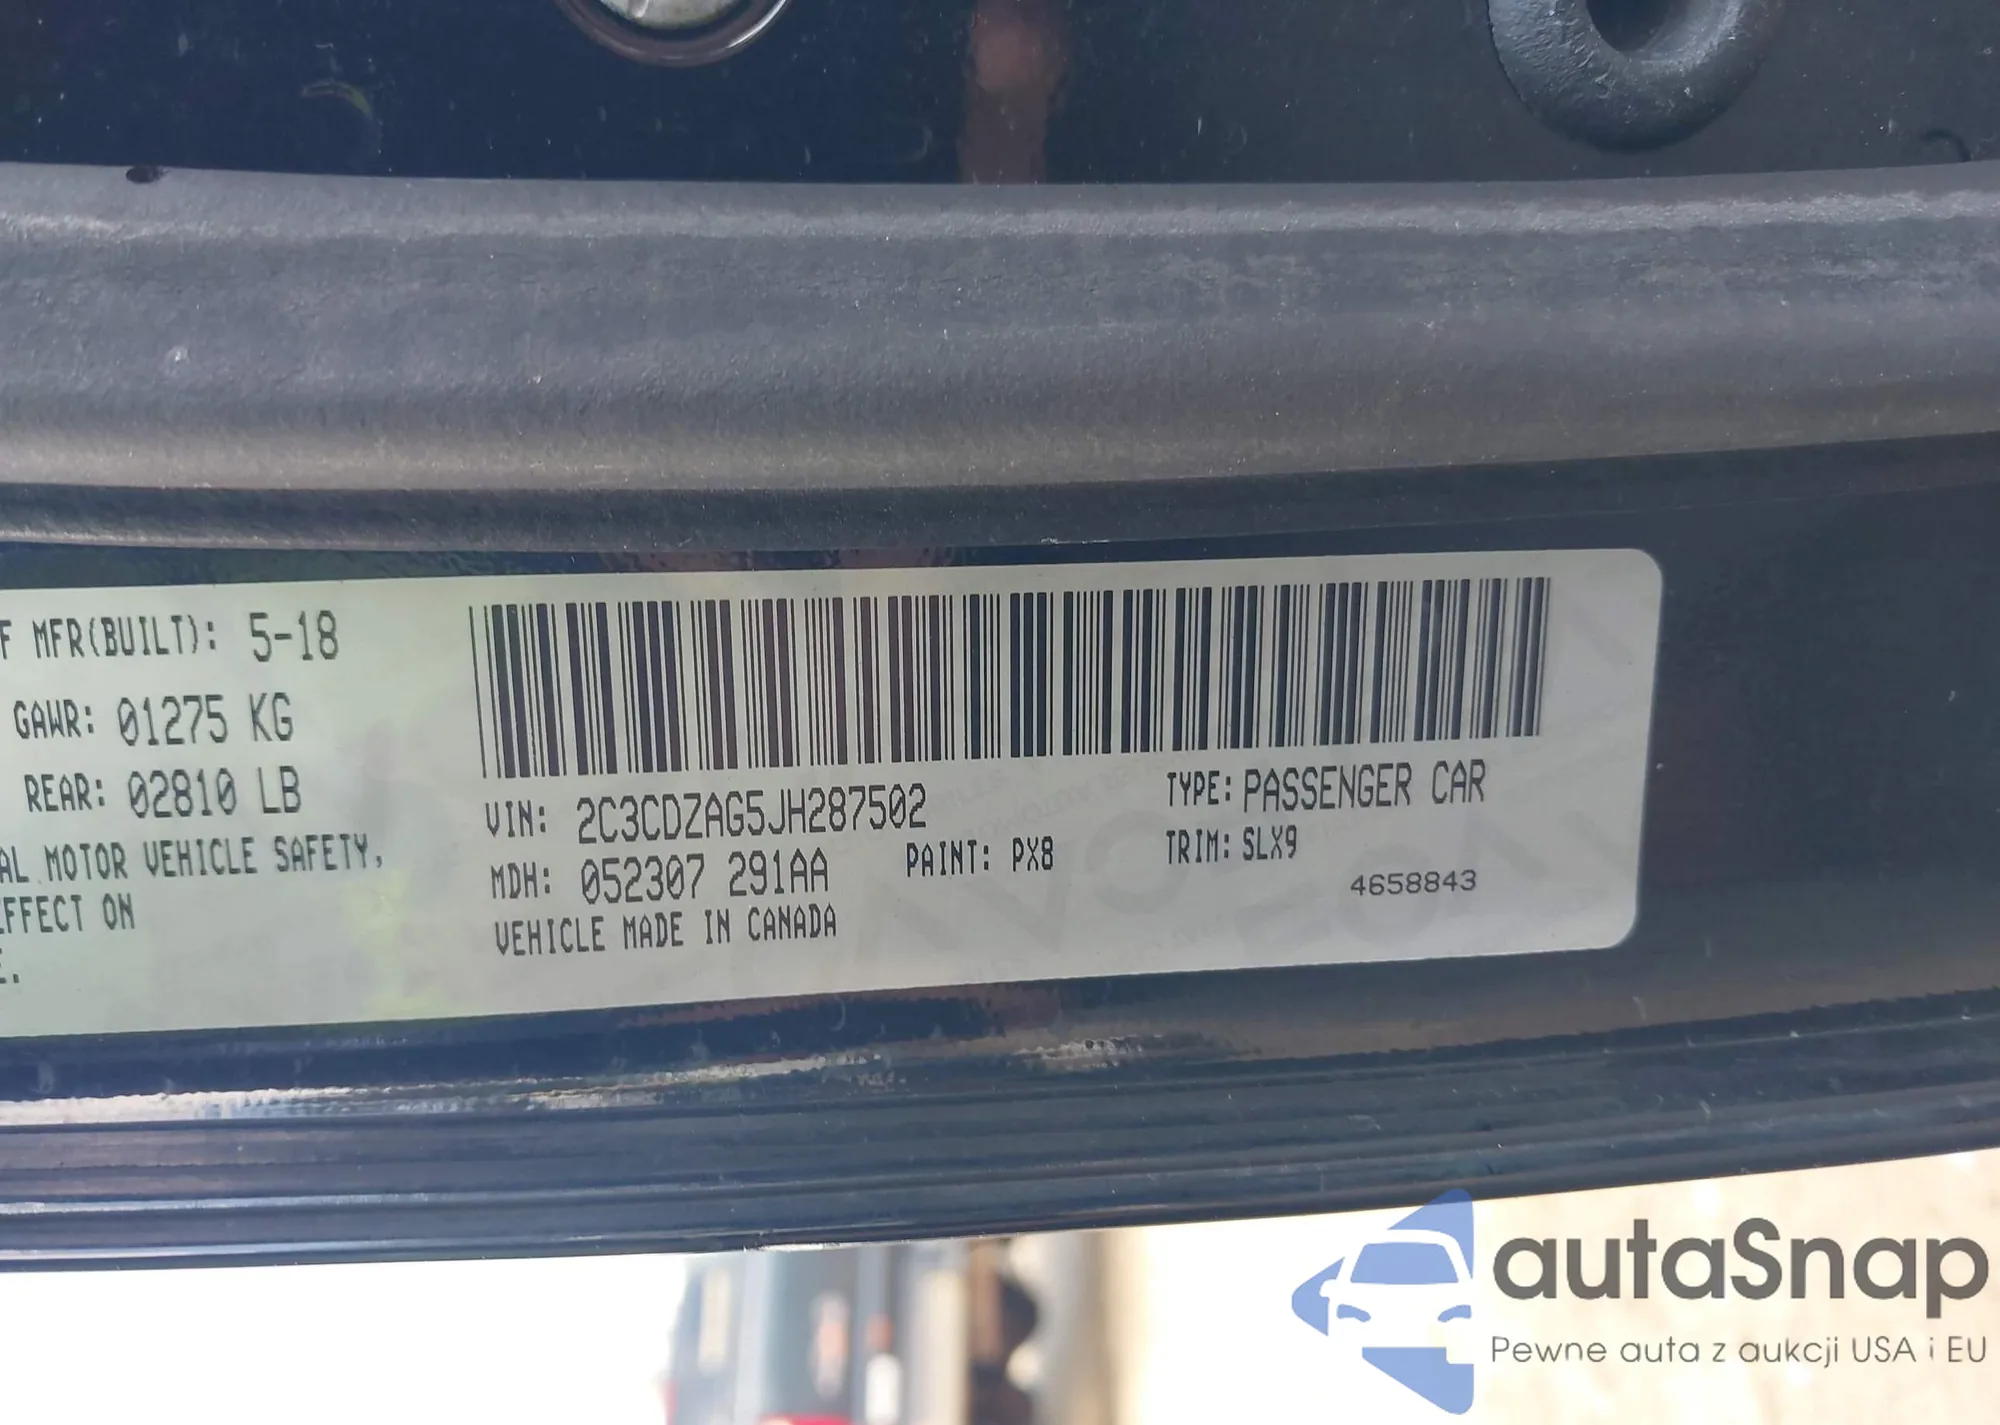 F MFR(BUILT): 5-18
GAWR: 01275 KG
REAR: 02810 LB
AL MOTOR VEHICLE SAFETY,
EFFECT ON
E.
VIN: 2C3CDZAG5JH287502
TYPE: PASSENGER CAR
MDH: 052307 291AA
PAINT: PX8
TRIM: SLX9
VEHICLE MADE IN CANADA
4658843
autaSnap
Pewne auta z aukcji USA i EU